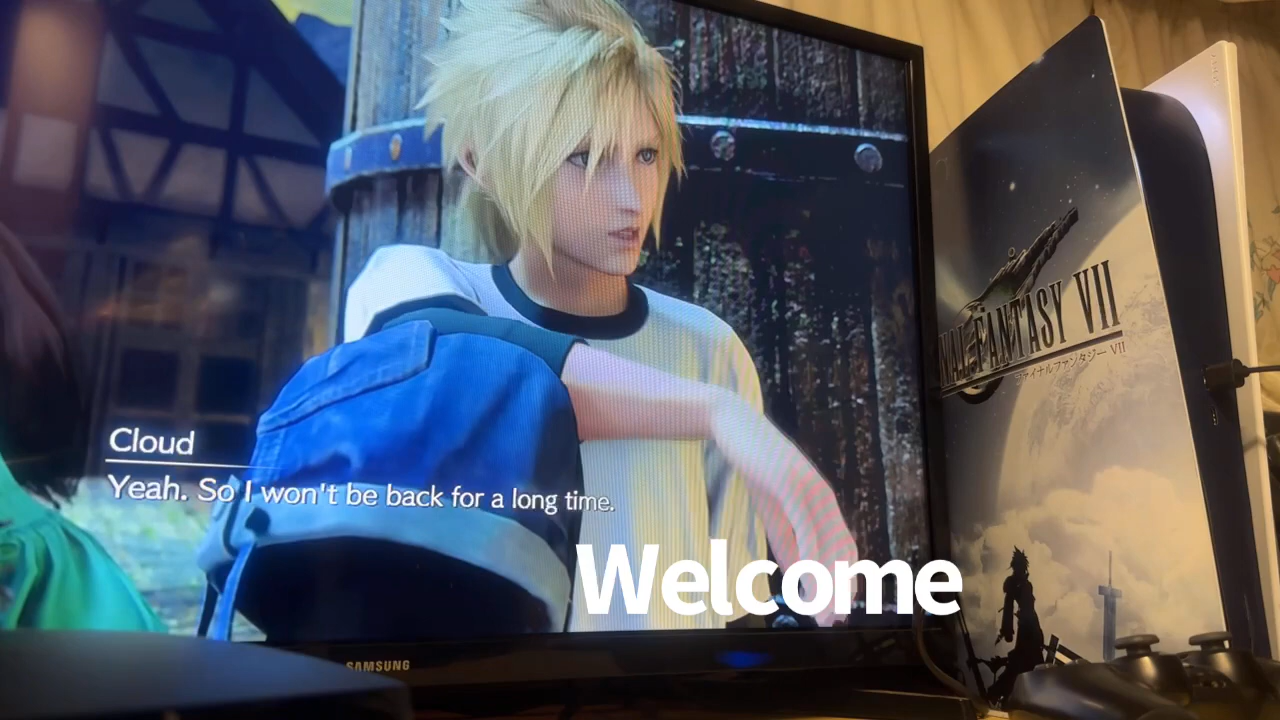 Cloud
Yeah. So I won't be back for a long time.
Welcome
SAMSUNG
NAL FANTASY VII
ファイナルファンタジー VII